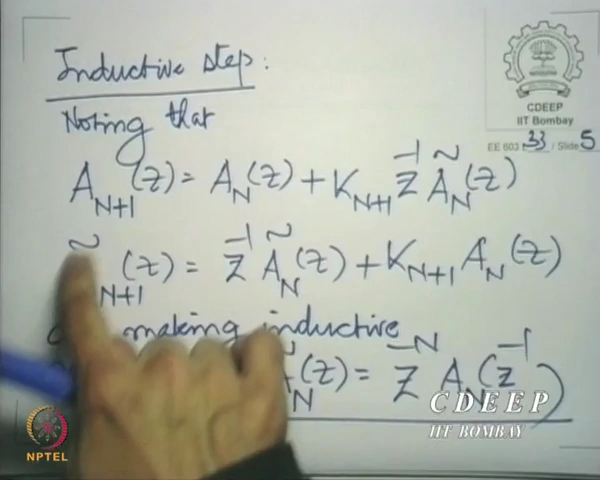 Inductive step:
Noting that
A_{N+1}(z) = A_N(z) + K_{N+1} z^{-1} Ã_N(z)
~_{N+1}(z) = z^{-1} Ã_N(z) + K_{N+1} A_N(z)
making inductive
Ã_N(z) = z^{-N} A_N(z^{-1})
CDEEP
IIT Bombay
EE 603 L 33 / Slide 5
CDEEP
IIT BOMBAY
NPTEL